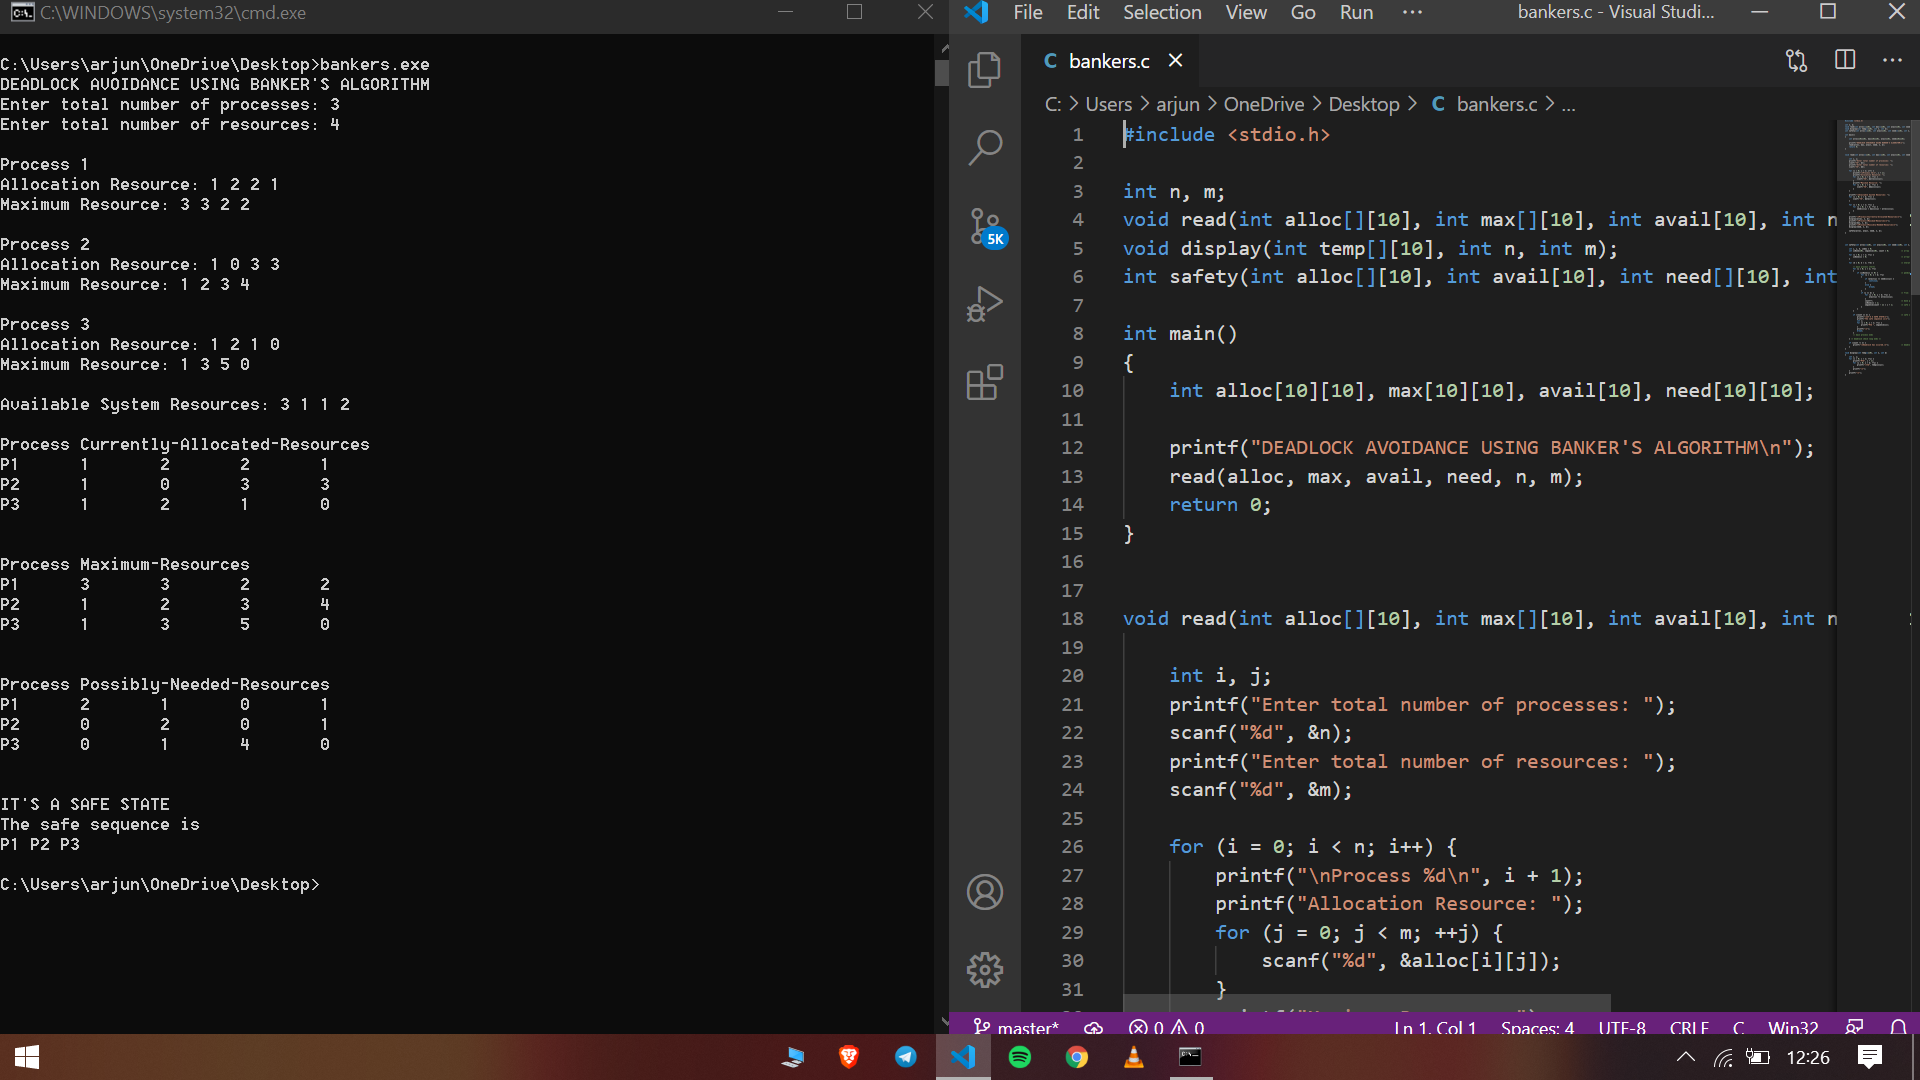 C:\WINDOWS\system32\cmd.exe
C:\Users\arjun\OneDrive\Desktop>bankers.exe
DEADLOCK AVOIDANCE USING BANKER'S ALGORITHM
Enter total number of processes: 3
Enter total number of resources: 4
Process 1
Allocation Resource: 1 2 2 1
Maximum Resource: 3 3 2 2
Process 2
Allocation Resource: 1 0 3 3
Maximum Resource: 1 2 3 4
Process 3
Allocation Resource: 1 2 1 0
Maximum Resource: 1 3 5 0
Available System Resources: 3 1 1 2
Process Currently-Allocated-Resources
P1 1 2 2 1
P2 1 0 3 3
P3 1 2 1 0
Process Maximum-Resources
P1 3 3 2 2
P2 1 2 3 4
P3 1 3 5 0
Process Possibly-Needed-Resources
P1 2 1 0 1
P2 0 2 0 1
P3 0 1 4 0
IT'S A SAFE STATE
The safe sequence is
P1 P2 P3
C:\Users\arjun\OneDrive\Desktop>
File Edit Selection View Go Run ... bankers.c - Visual Studi...
C bankers.c
C: > Users > arjun > OneDrive > Desktop > C bankers.c > ...
5K
1 #include <stdio.h>
2
3 int n, m;
4 void read(int alloc[][10], int max[][10], int avail[10], int n
5 void display(int temp[][10], int n, int m);
6 int safety(int alloc[][10], int avail[10], int need[][10], int
7
8 int main()
9 {
10 int alloc[10][10], max[10][10], avail[10], need[10][10];
11
12 printf("DEADLOCK AVOIDANCE USING BANKER'S ALGORITHM\n");
13 read(alloc, max, avail, need, n, m);
14 return 0;
15 }
16
17
18 void read(int alloc[][10], int max[][10], int avail[10], int n
19
20 int i, j;
21 printf("Enter total number of processes: ");
22 scanf("%d", &n);
23 printf("Enter total number of resources: ");
24 scanf("%d", &m);
25
26 for (i = 0; i < n; i++) {
27 printf("\nProcess %d\n", i + 1);
28 printf("Allocation Resource: ");
29 for (j = 0; j < m; ++j) {
30 scanf("%d", &alloc[i][j]);
31 }
master* 0 0 Ln 1, Col 1 Spaces: 4 UTF-8 CRLF C Win32
12:26